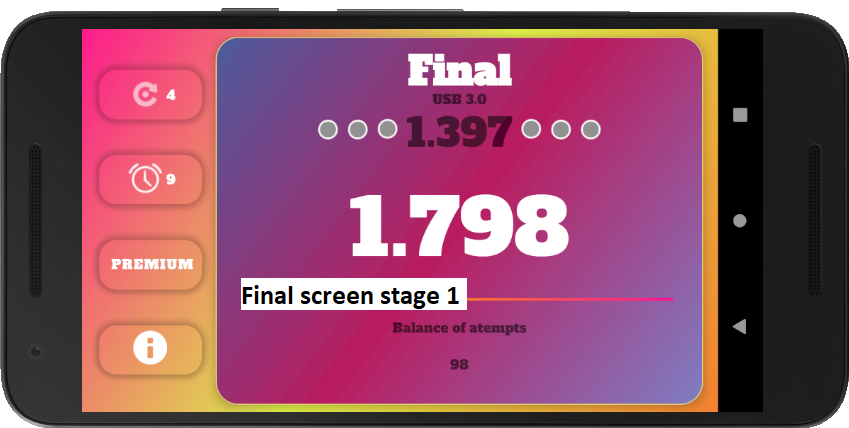 4
9
PREMIUM
Final
USB 3.0
1.397
1.798
Final screen stage 1
Balance of atempts
98